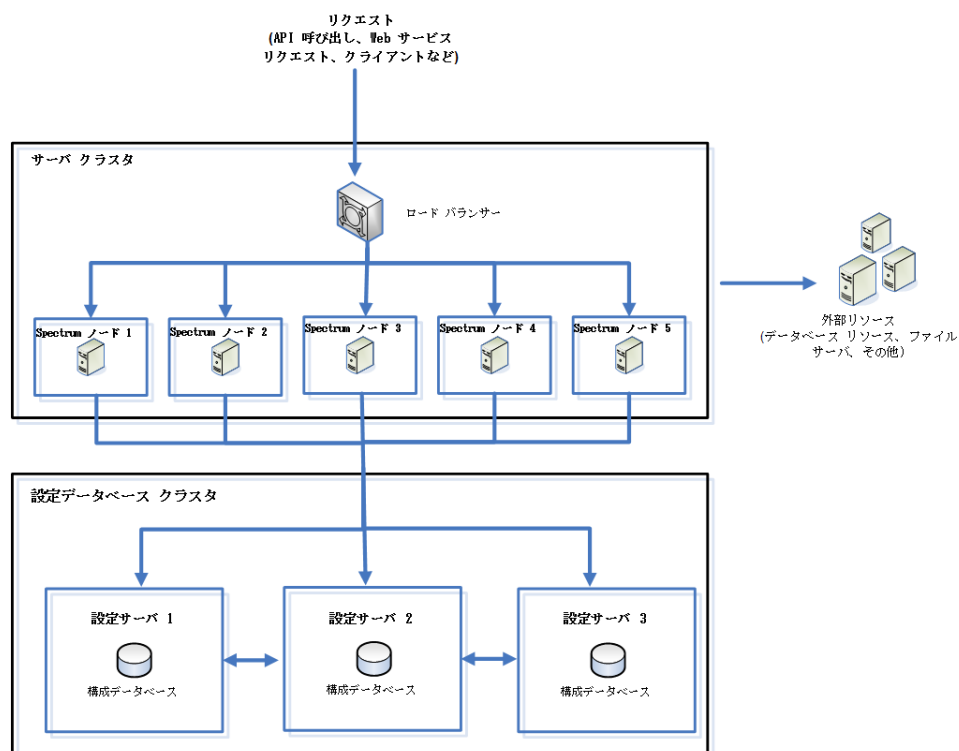 リクエスト
(API 呼び出し、Web サービス
リクエスト、クライアントなど)
サーバ クラスタ
ロード バランサー
Spectrum ノード 1
Spectrum ノード 2
Spectrum ノード 3
Spectrum ノード 4
Spectrum ノード 5
外部リソース
(データベース リソース、ファイル
サーバ、その他)
設定データベース クラスタ
設定サーバ 1
構成データベース
設定サーバ 2
構成データベース
設定サーバ 3
構成データベース